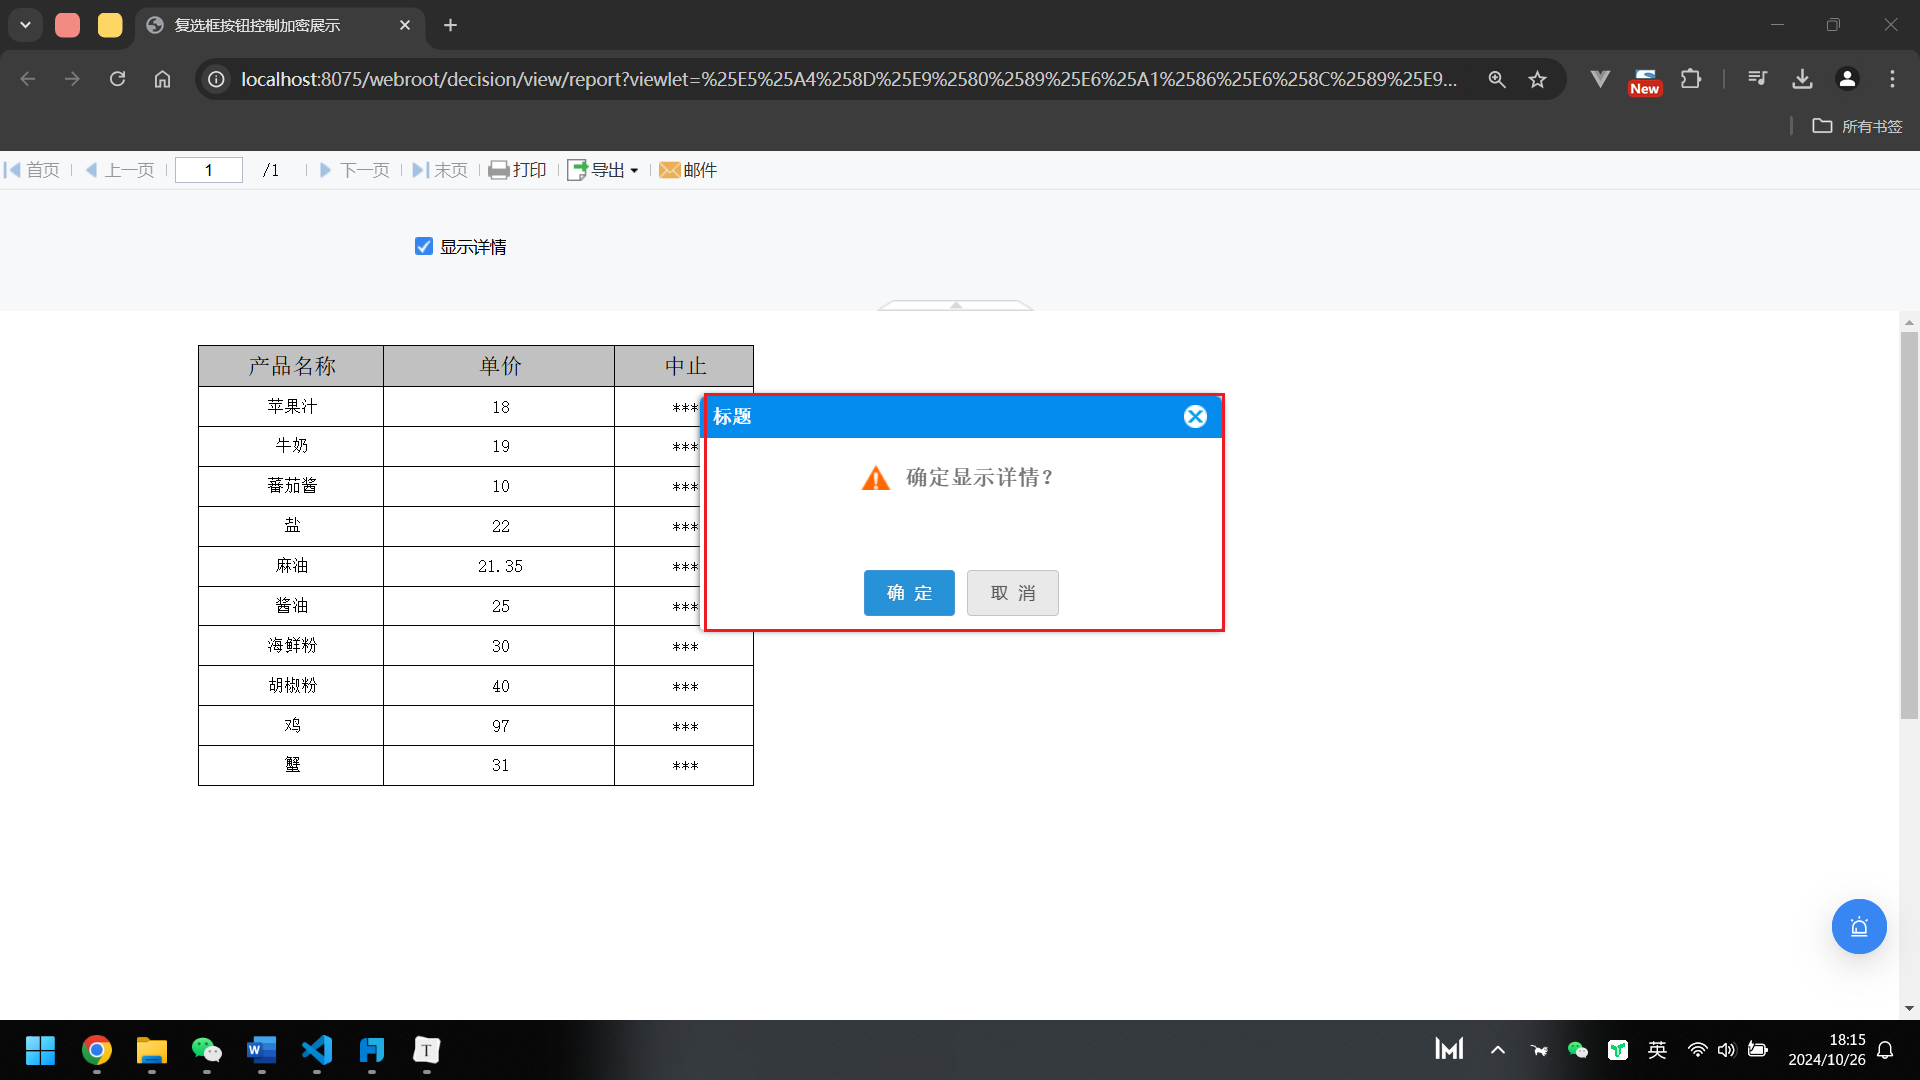 复选框按钮控制加密展示
localhost:8075/webroot/decision/view/report?viewlet=%25E5%25A4%258D%25E9%2580%2589%25E6%25A1%2586%25E6%258C%2589%25E9...
New
所有书签
首页 上一页 1 /1 下一页 末页 打印 导出 邮件
显示详情
产品名称 单价 中止
苹果汁 18 ***
牛奶 19 ***
蕃茄酱 10 ***
盐 22 ***
麻油 21.35 ***
酱油 25 ***
海鲜粉 30 ***
胡椒粉 40 ***
鸡 97 ***
蟹 31 ***
标题
确定显示详情？
确 定 取 消
英
18:15
2024/10/26